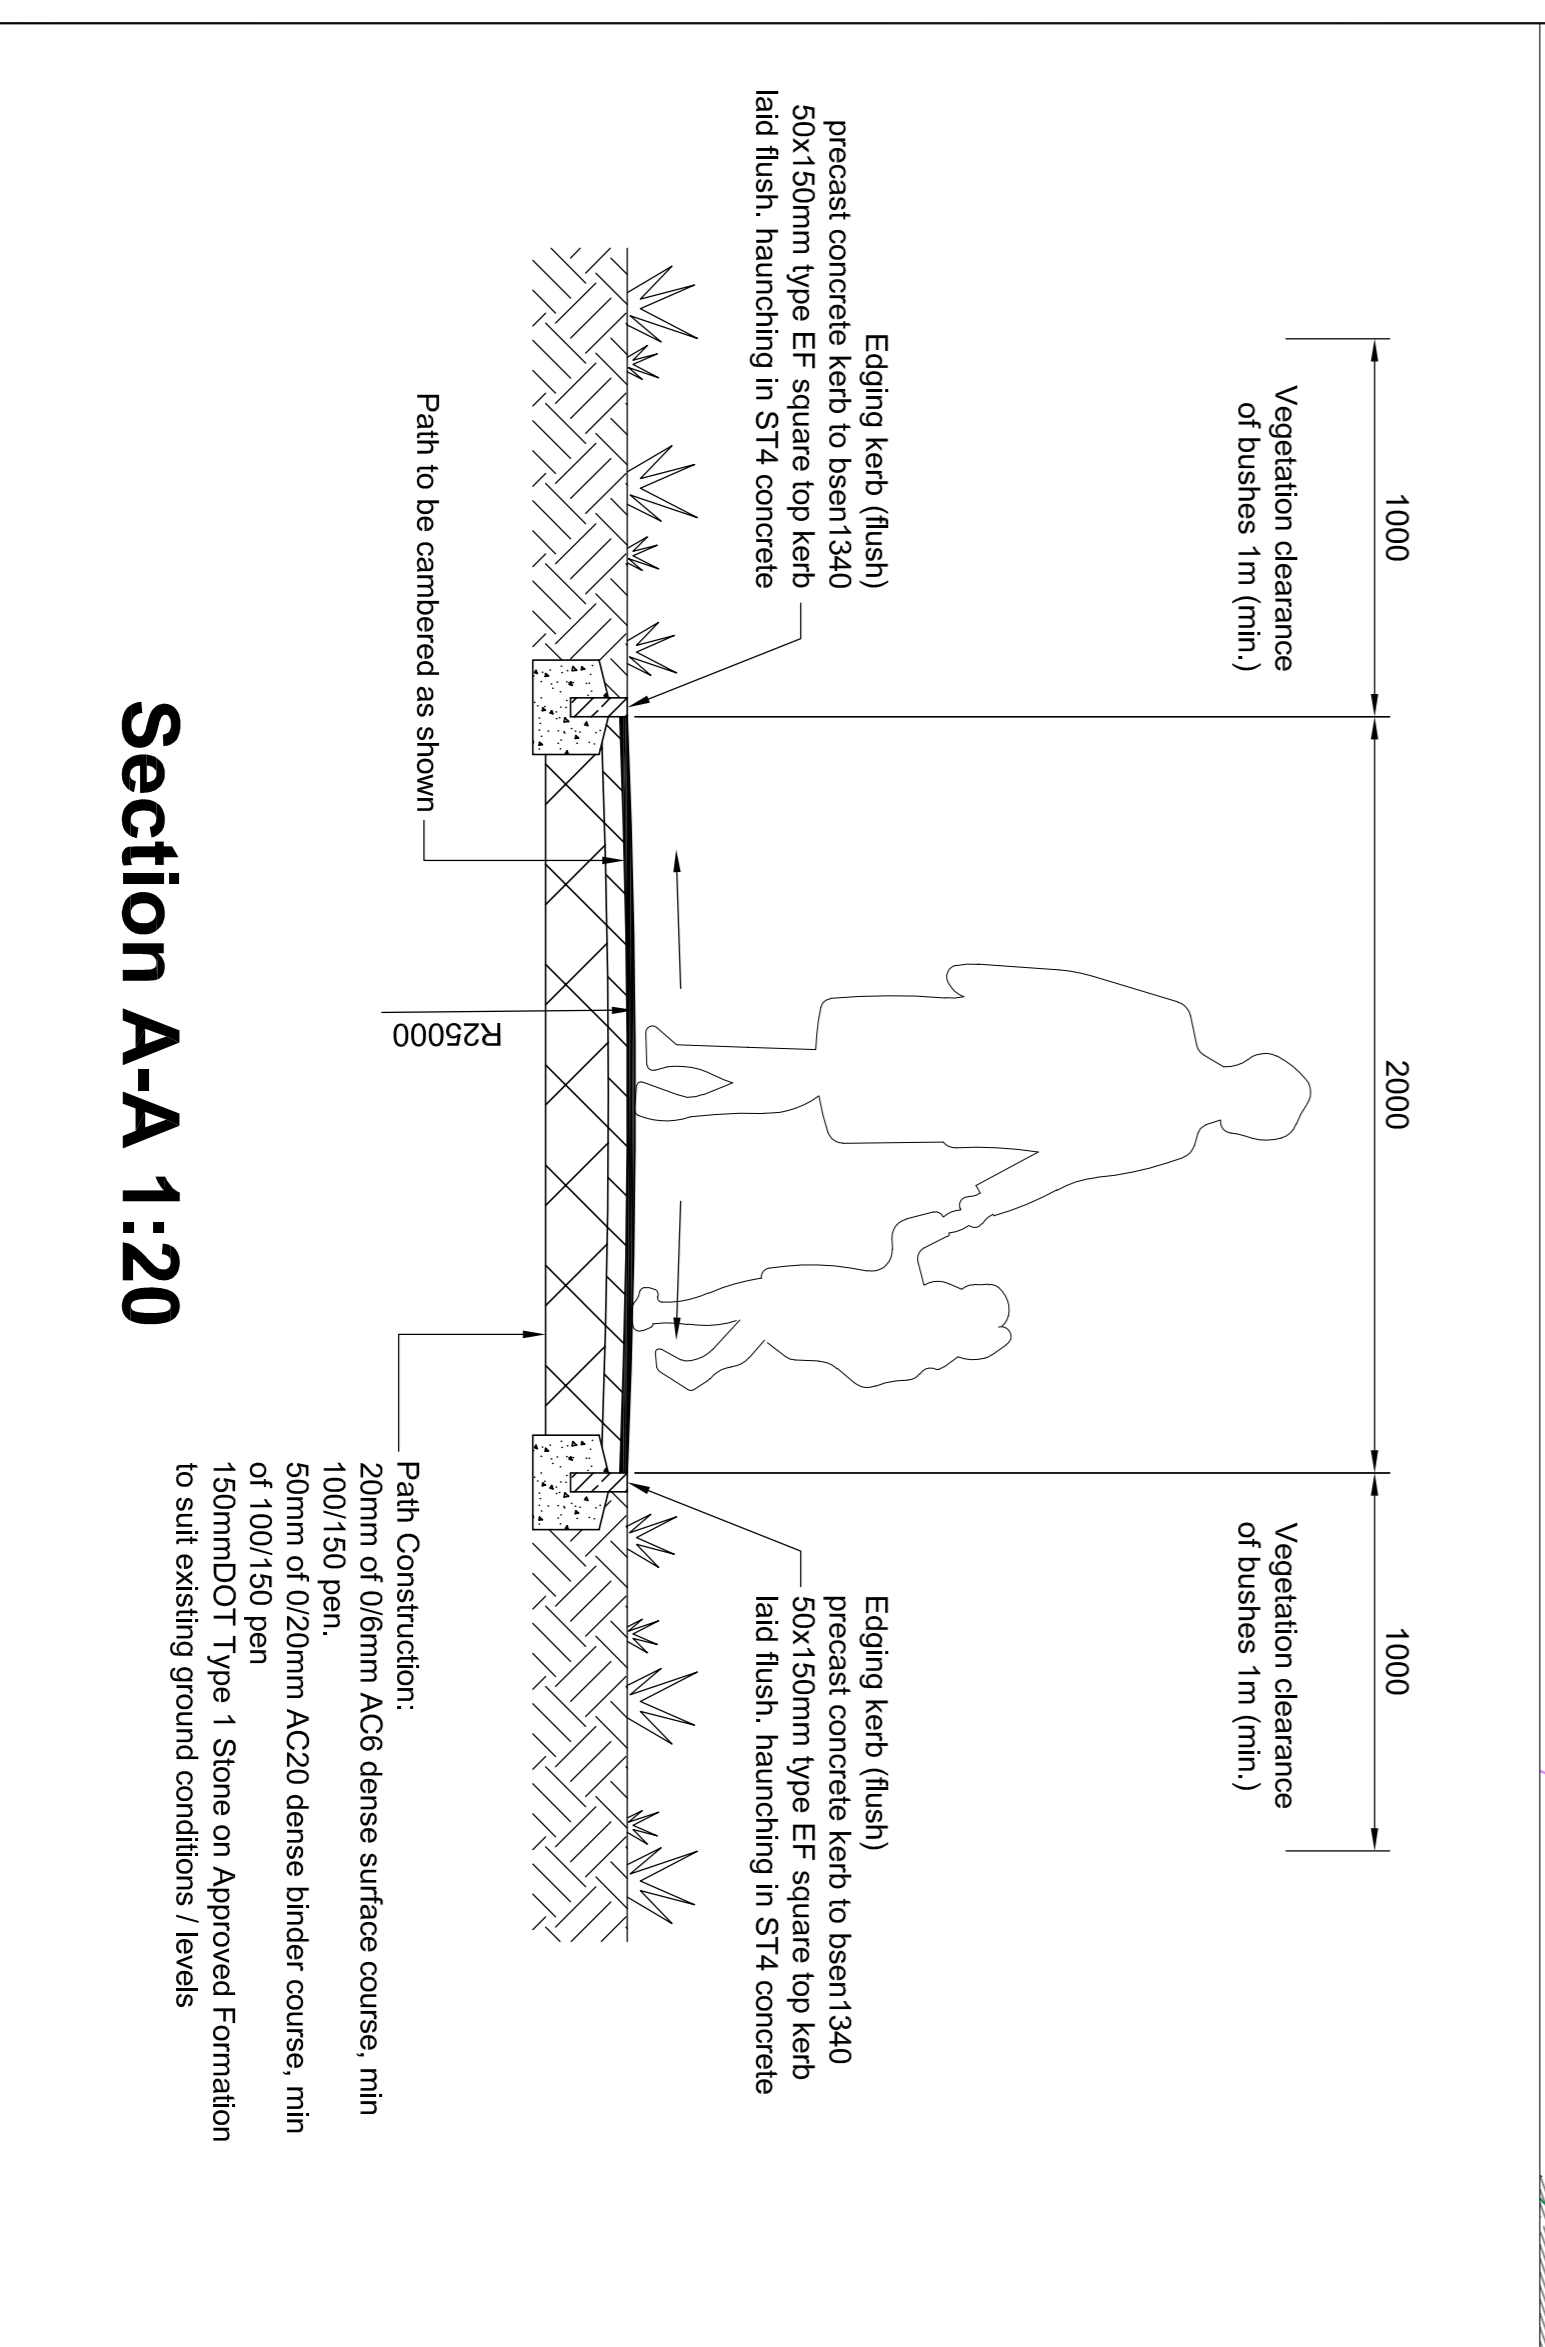 1000
2000
1000
Vegetation clearance
of bushes 1m (min.)
Vegetation clearance
of bushes 1m (min.)
Edging kerb (flush)
precast concrete kerb to bsen1340
50x150mm type EF square top kerb
laid flush. haunching in ST4 concrete
Edging kerb (flush)
precast concrete kerb to bsen1340
50x150mm type EF square top kerb
laid flush. haunching in ST4 concrete
R25000
Path to be cambered as shown
Path Construction:
20mm of 0/6mm AC6 dense surface course, min
100/150 pen.
50mm of 0/20mm AC20 dense binder course, min
of 100/150 pen
150mmDOT Type 1 Stone on Approved Formation
to suit existing ground conditions / levels
Section A-A 1:20